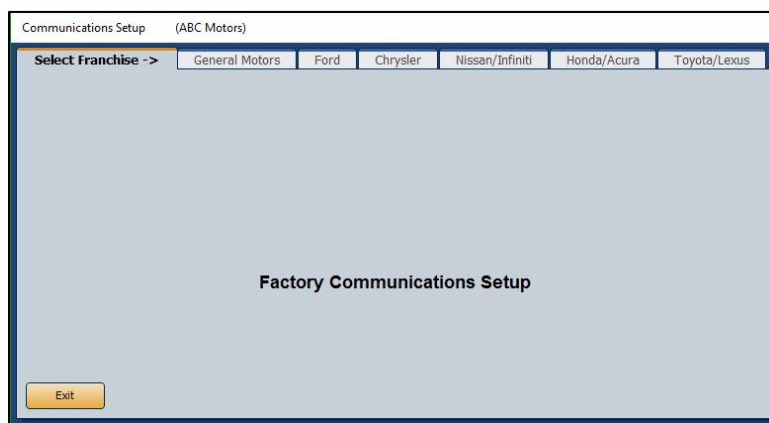 Communications Setup (ABC Motors)
Select Franchise -> General Motors Ford Chrysler Nissan/Infiniti Honda/Acura Toyota/Lexus
Factory Communications Setup
Exit